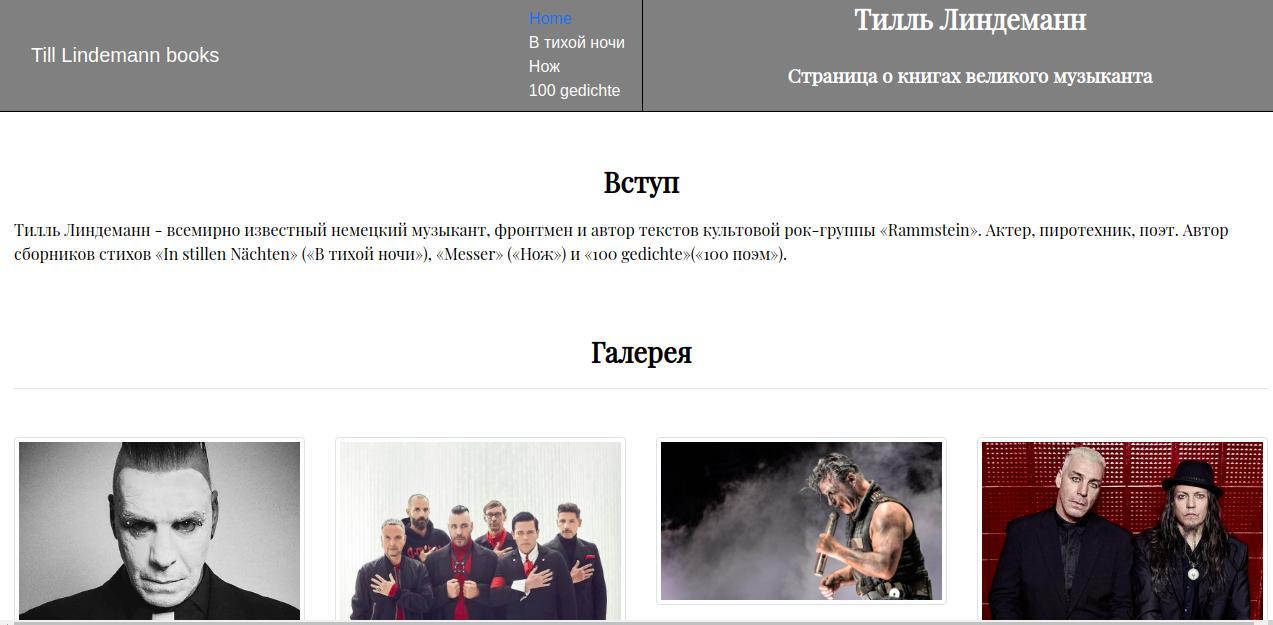 Till Lindemann books
Home
В тихой ночи
Нож
100 gedichte
Тилль Линдеманн
Страница о книгах великого музыканта
Вступ
Тилль Линдеманн - всемирно известный немецкий музыкант, фронтмен и автор текстов культовой рок-группы «Rammstein». Актер, пиротехник, поэт. Автор
сборников стихов «In stillen Nächten» («В тихой ночи»), «Messer» («Нож») и «100 gedichte»(«100 поэм»).
Галерея